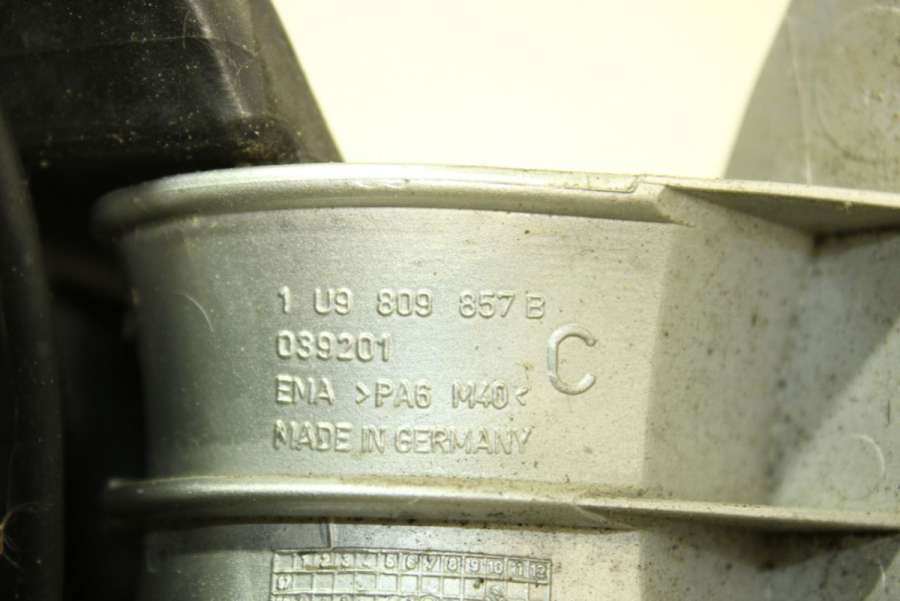 1 U9 809 857 B
039201
C
EMA >PA6 M40<
MADE IN GERMANY
1 2 3 4 5 6 7 8 9 10 11 12